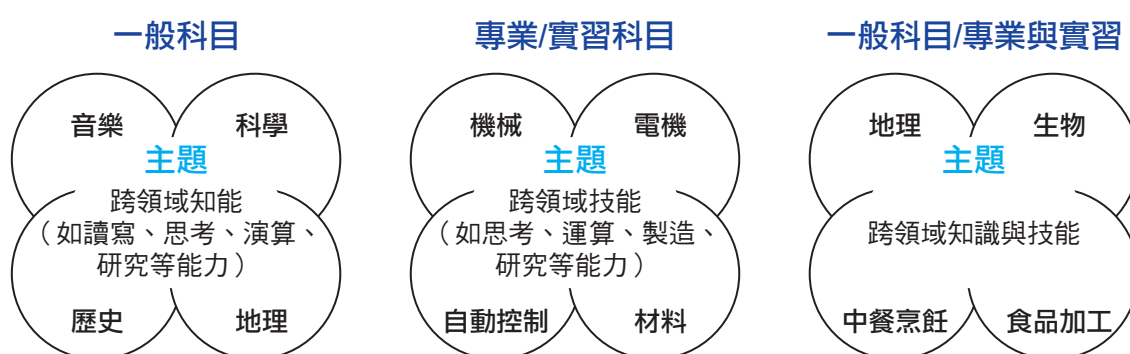 一般科目
音樂
科學
主題
跨領域知能
（如讀寫、思考、演算、
研究等能力）
歷史
地理
專業/實習科目
機械
電機
主題
跨領域技能
（如思考、運算、製造、
研究等能力）
自動控制
材料
一般科目/專業與實習
地理
生物
主題
跨領域知識與技能
中餐烹飪
食品加工